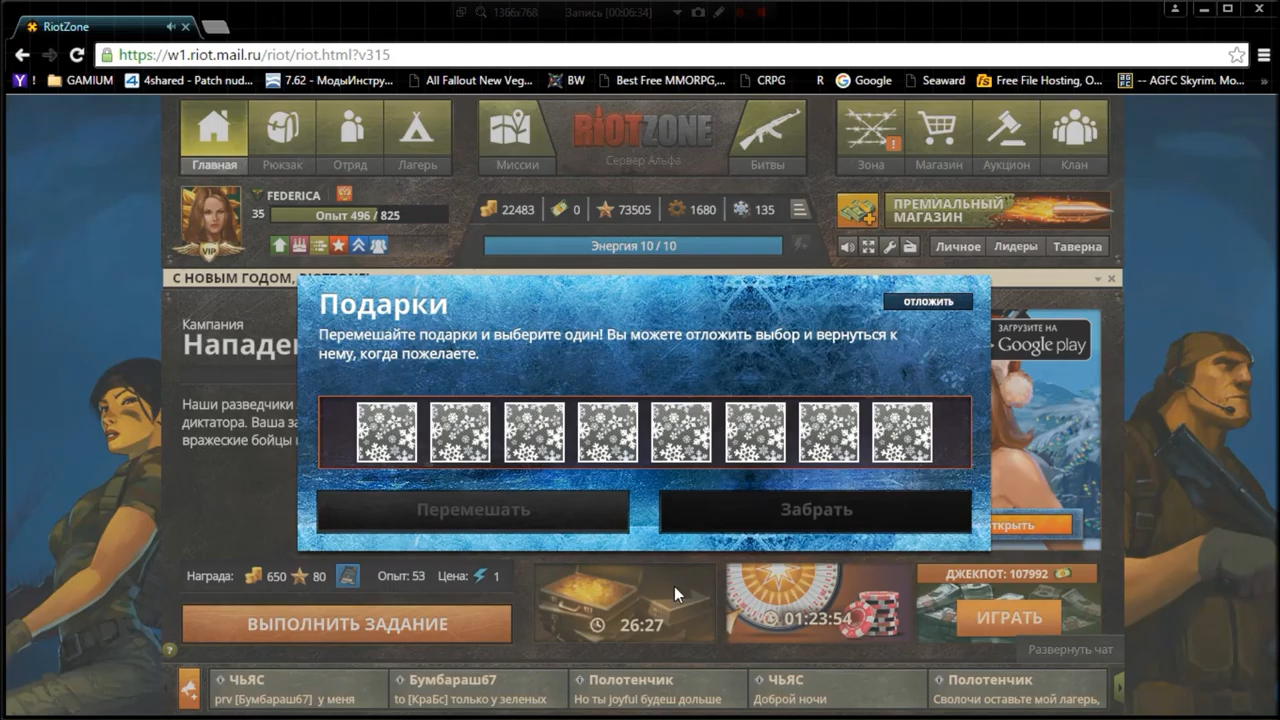 1366x768 Запись [00:06:34]
RiotZone
https://w1.riot.mail.ru/riot/riot.html?v315
! GAMIUM 4shared - Patch nud... 7.62 - МодыИнстру... All Fallout New Veg... BW Best Free MMORPG,... CRPG R Google Seaward Free File Hosting, O... -- AGFC Skyrim. Mo... »
RIOTZONE
Сервер Альфа
Главная Рюкзак Отряд Лагерь Миссии Битвы Зона Магазин Аукцион Клан
FEDERICA
35 Опыт 496 / 825
VIP
22483 0 73505 1680 135
ПРЕМИАЛЬНЫЙ
МАГАЗИН
Энергия 10 / 10
Личное Лидеры Таверна
С НОВЫМ ГОДОМ, RIOTZONE!
Подарки
ОТЛОЖИТЬ
Перемешайте подарки и выберите один! Вы можете отложить выбор и вернуться к
нему, когда пожелаете.
Перемешать Забрать
Кампания
Нападе
Наши разведчики
диктатора. Ваша за
вражеские бойцы
ЗАГРУЗИТЕ НА
Google play
ткрыть
Награда: 650 80 Опыт: 53 Цена: 1
ВЫПОЛНИТЬ ЗАДАНИЕ
26:27
01:23:54
ДЖЕКПОТ: 107992
ИГРАТЬ
Развернуть чат
ЧЬЯС Бумбараш67 Полотенчик ЧЬЯС Полотенчик
prv [Бумбараш67] у меня to [КраБс] только у зеленых Но ты joyful будеш дольше Доброй ночи Сволочи оставьте мой лагерь,